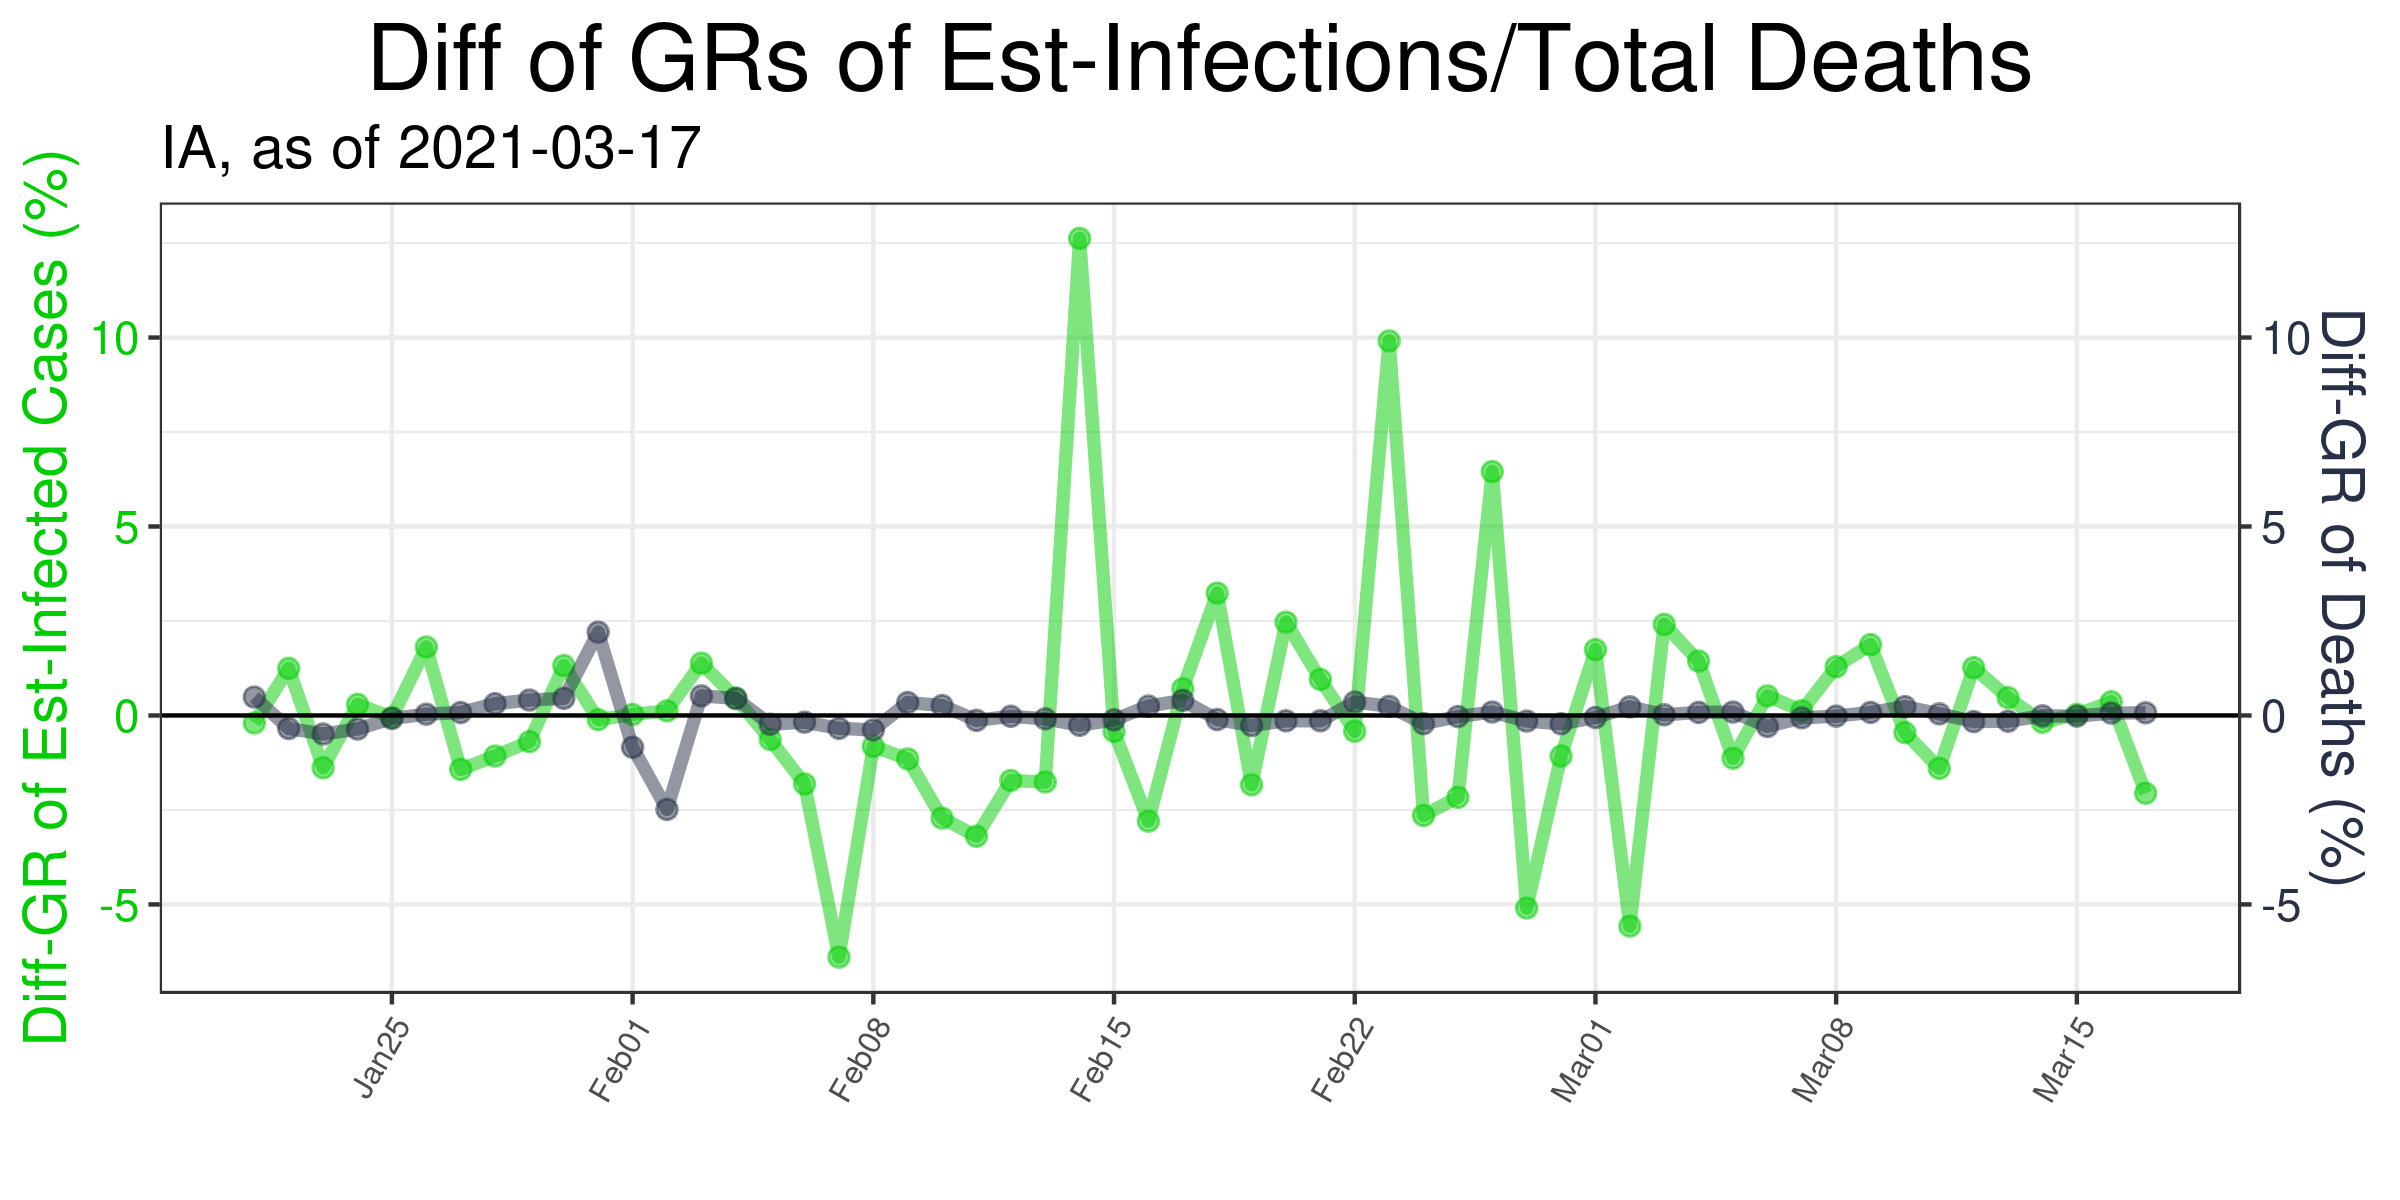 Diff of GRs of Est-Infections/Total Deaths
IA, as of 2021-03-17
Diff-GR of Est-Infected Cases (%)
10
5
0
-5
10
5
0
-5
Diff-GR of Deaths (%)
Jan25
Feb01
Feb08
Feb15
Feb22
Mar01
Mar08
Mar15